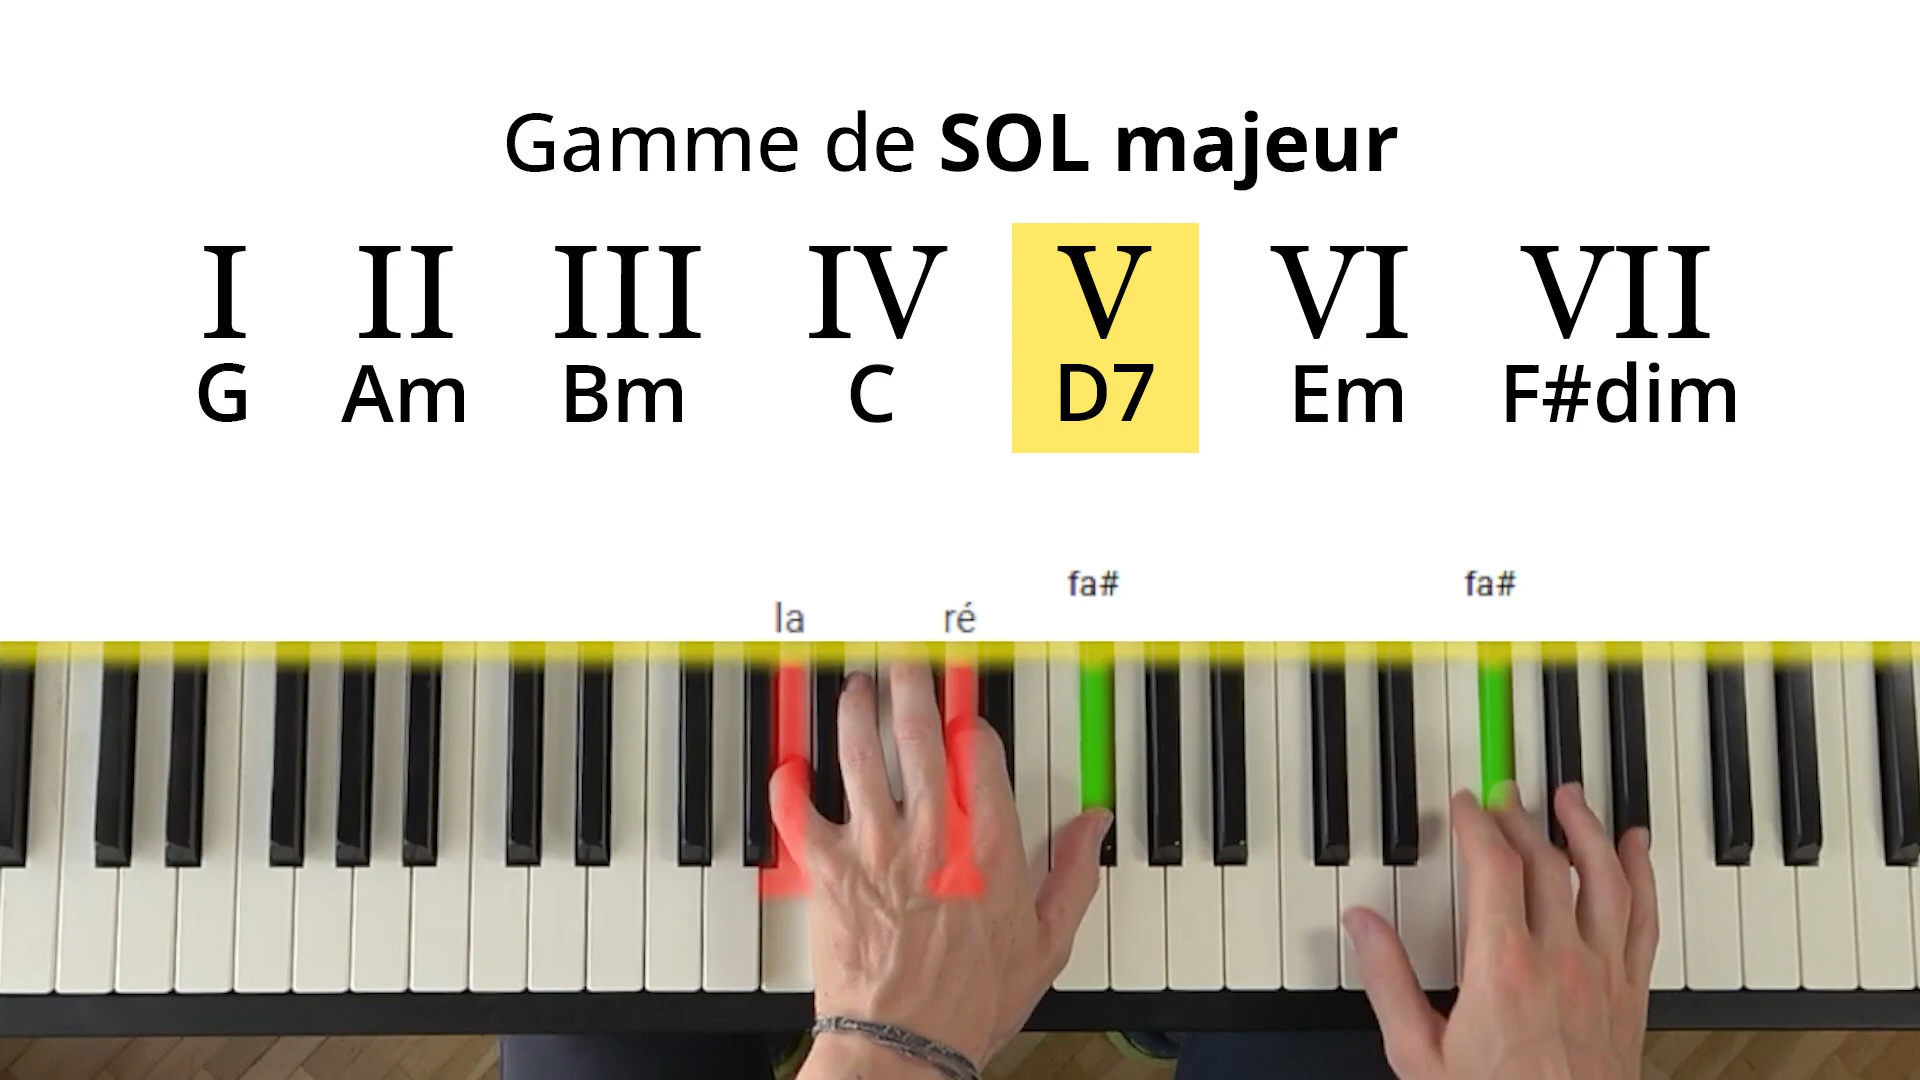 Gamme de SOL majeur
I II III IV V VI VII
G Am Bm C D7 Em F#dim
fa# fa#
la ré